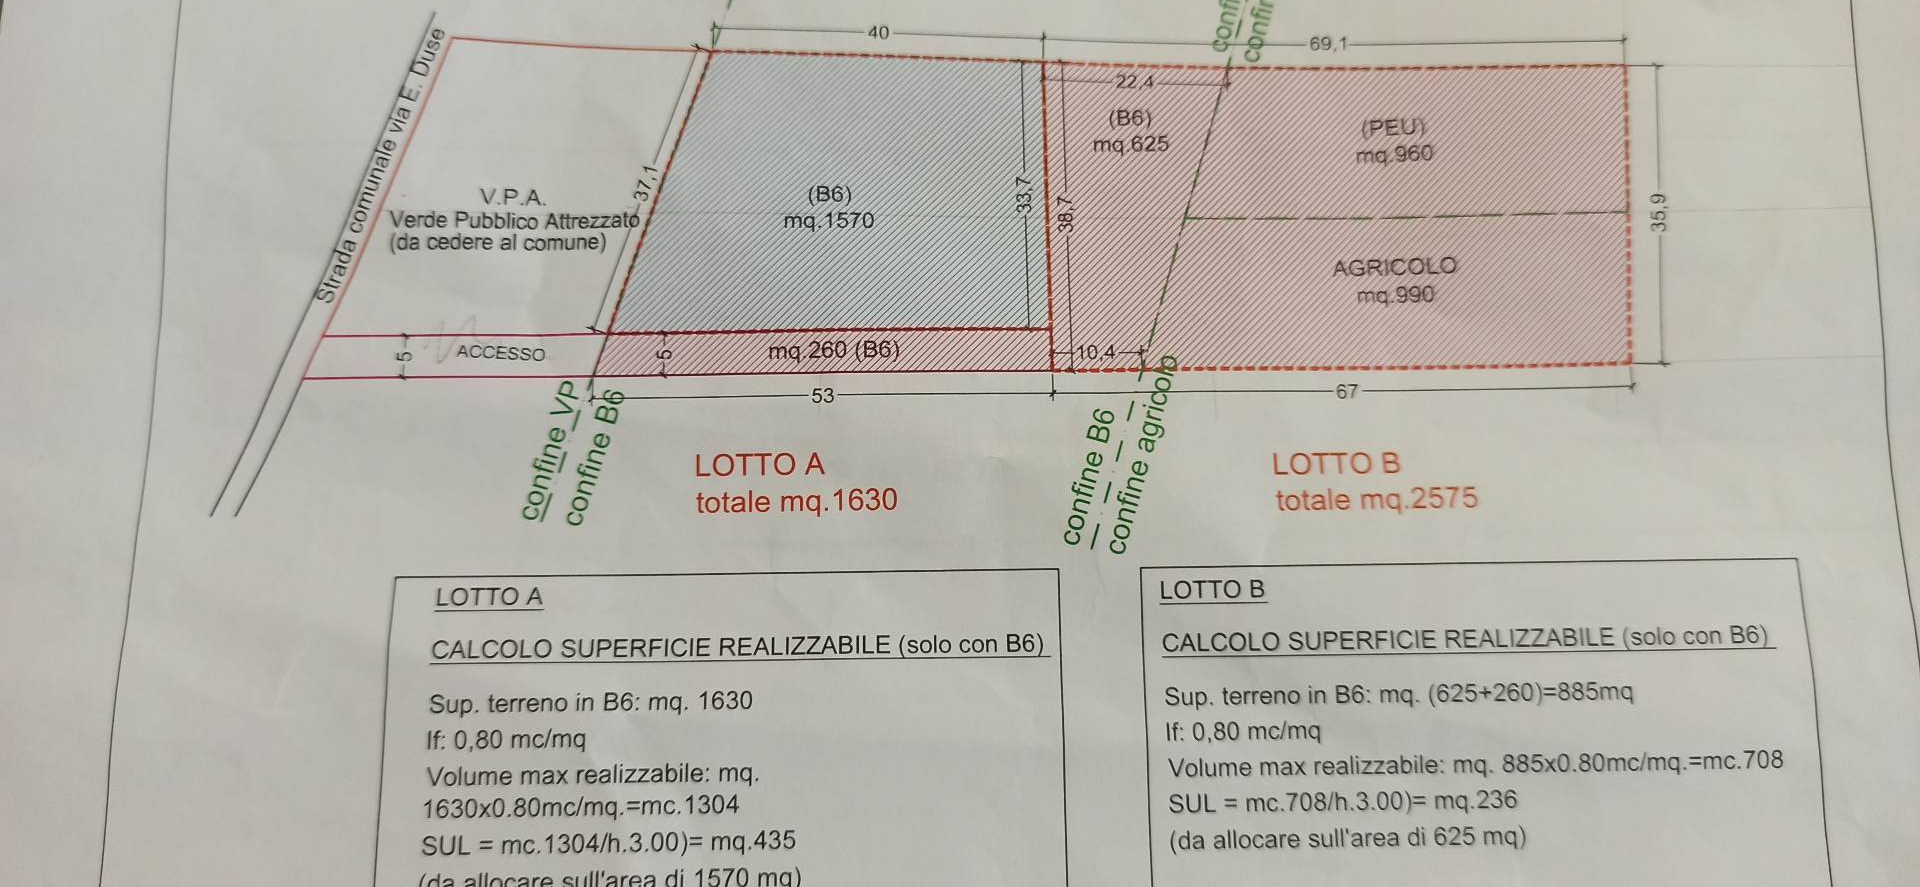 40
69,1
confi
confir
Strada comunale via E. Duse
22,4
(B6)
mq.625
(PEU)
mq.960
V.P.A.
Verde Pubblico Attrezzato
(da cedere al comune)
37,1
(B6)
mq.1570
33,7
38,7
35,9
AGRICOLO
mq.990
5
ACCESSO
5
mq.260 (B6)
10,4
53
67
confine VP
confine B6
confine B6
confine agricolo
LOTTO A
totale mq.1630
LOTTO B
totale mq.2575
LOTTO A
CALCOLO SUPERFICIE REALIZZABILE (solo con B6)
Sup. terreno in B6: mq. 1630
If: 0,80 mc/mq
Volume max realizzabile: mq.
1630x0.80mc/mq.=mc.1304
SUL = mc.1304/h.3.00)= mq.435
(da allocare sull'area di 1570 mq)
LOTTO B
CALCOLO SUPERFICIE REALIZZABILE (solo con B6)
Sup. terreno in B6: mq. (625+260)=885mq
If: 0,80 mc/mq
Volume max realizzabile: mq. 885x0.80mc/mq.=mc.708
SUL = mc.708/h.3.00)= mq.236
(da allocare sull'area di 625 mq)